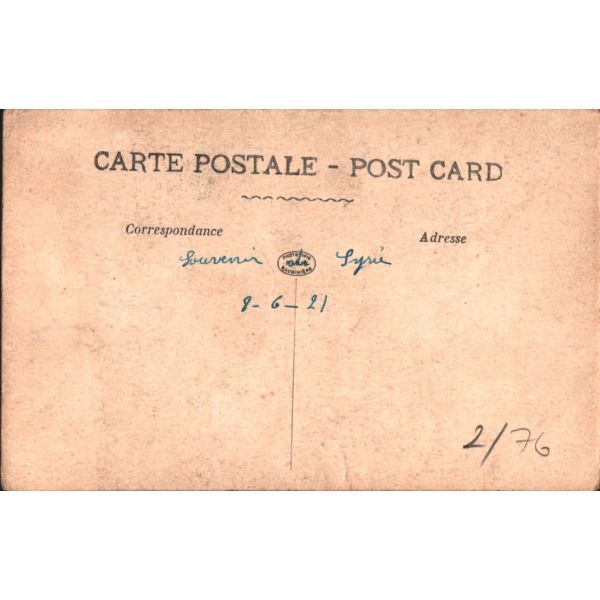 CARTE POSTALE - POST CARD
Correspondance
Adresse
Souvenir Syrie
8-6-21
2/76